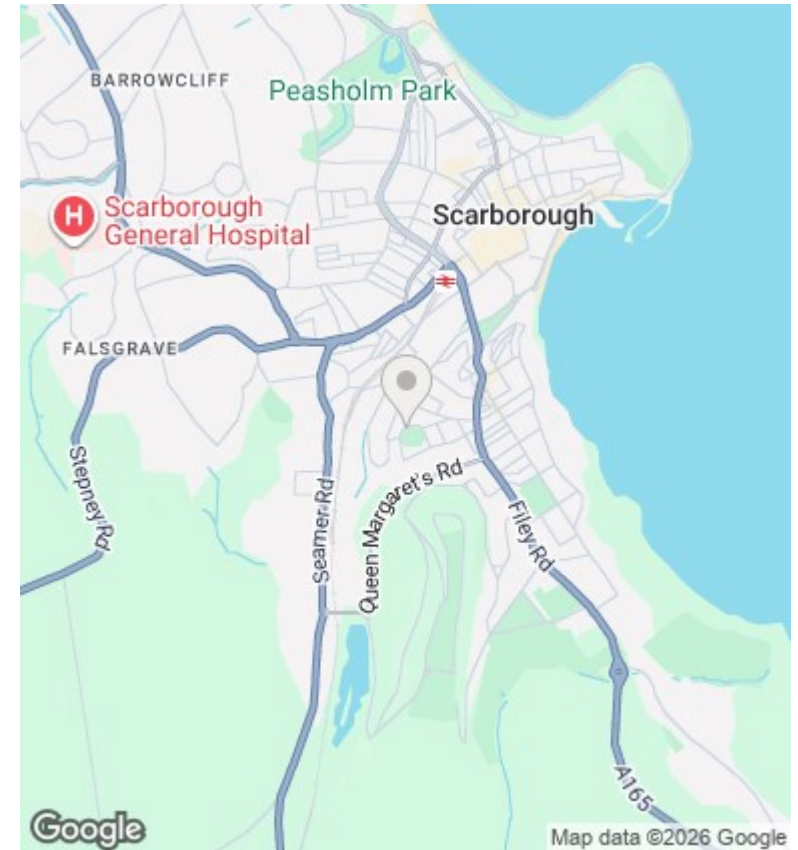 BARROWCLIFF
Peasholm Park
H
Scarborough
General Hospital
Scarborough
FALSGRAVE
Stepney Rd
Seamer Rd
Queen Margaret's Rd
Filey Rd
A165
Google
Map data ©2026 Google